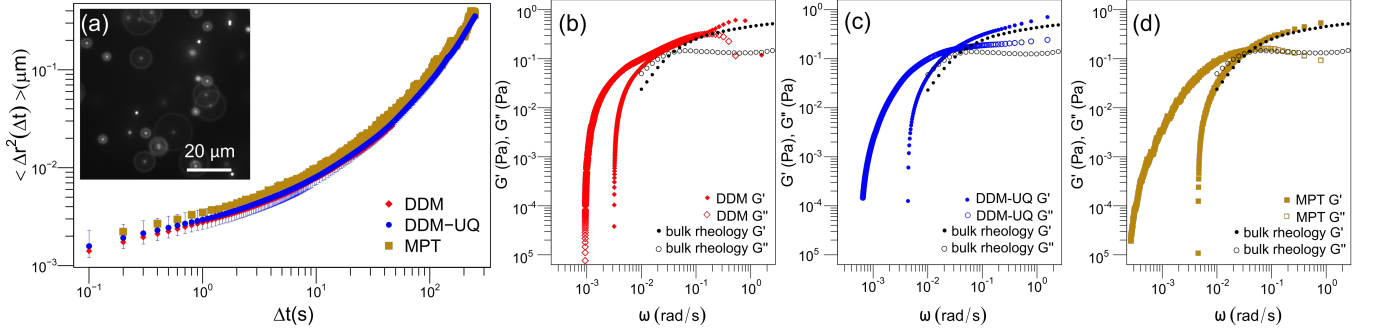 (a)
20 μm
< Δr²(Δt) >(μm)
10⁻¹
10⁻²
10⁻³
10⁻¹ 10⁰ 10¹ 10²
Δt(s)
DDM
DDM−UQ
MPT
(b)
G' (Pa), G'' (Pa)
10⁰
10⁻¹
10⁻²
10⁻³
10⁻⁴
10⁵
DDM G'
DDM G''
bulk rheology G'
bulk rheology G''
10⁻³ 10⁻² 10⁻¹ 10⁰
ω (rad/s)
(c)
G' (Pa), G'' (Pa)
10⁰
10⁻¹
10⁻²
10⁻³
10⁻⁴
10⁵
DDM-UQ G'
DDM-UQ G''
bulk rheology G'
bulk rheology G''
10⁻³ 10⁻² 10⁻¹ 10⁰
ω (rad/s)
(d)
G' (Pa), G'' (Pa)
10⁰
10⁻¹
10⁻²
10⁻³
10⁻⁴
10⁵
MPT G'
MPT G''
bulk rheology G'
bulk rheology G''
10⁻³ 10⁻² 10⁻¹ 10⁰
ω (rad/s)